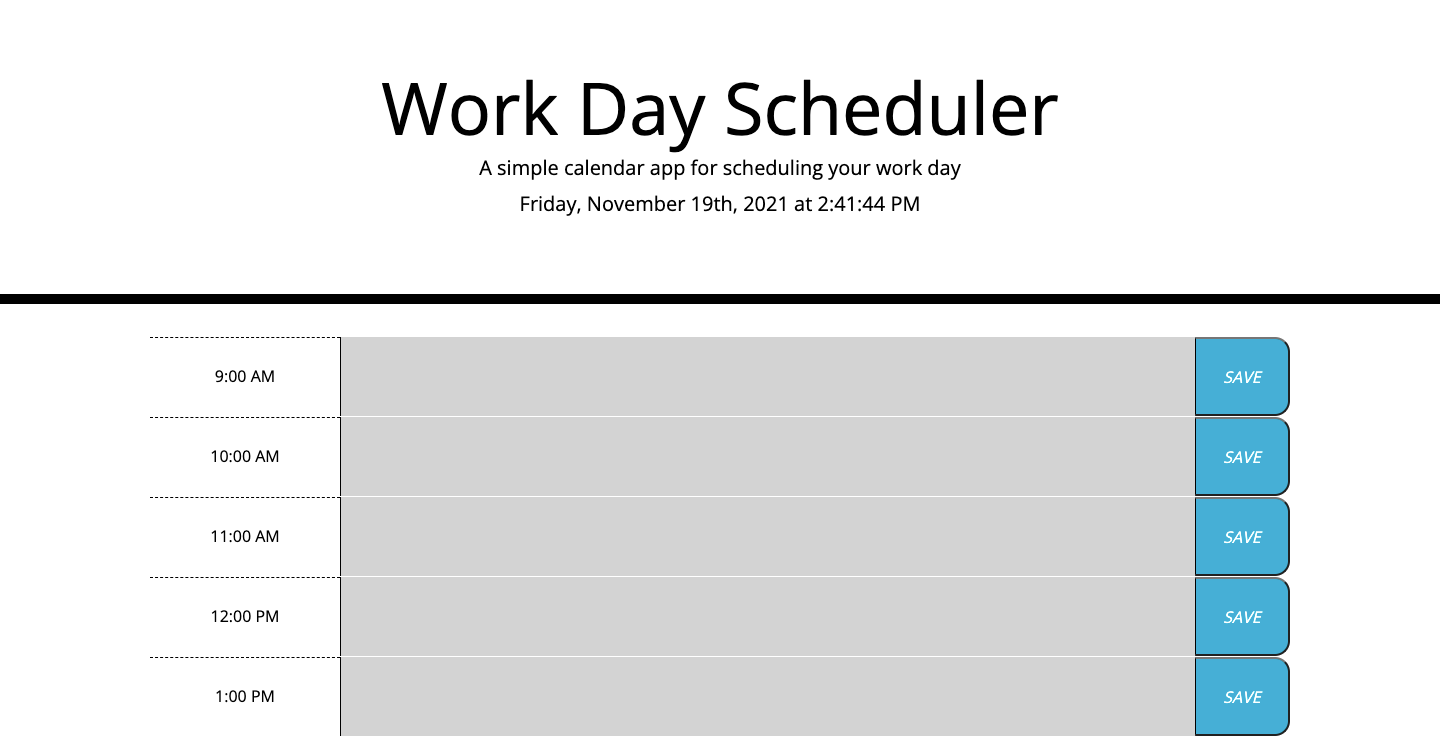 Work Day Scheduler
A simple calendar app for scheduling your work day
Friday, November 19th, 2021 at 2:41:44 PM
9:00 AM SAVE
10:00 AM SAVE
11:00 AM SAVE
12:00 PM SAVE
1:00 PM SAVE